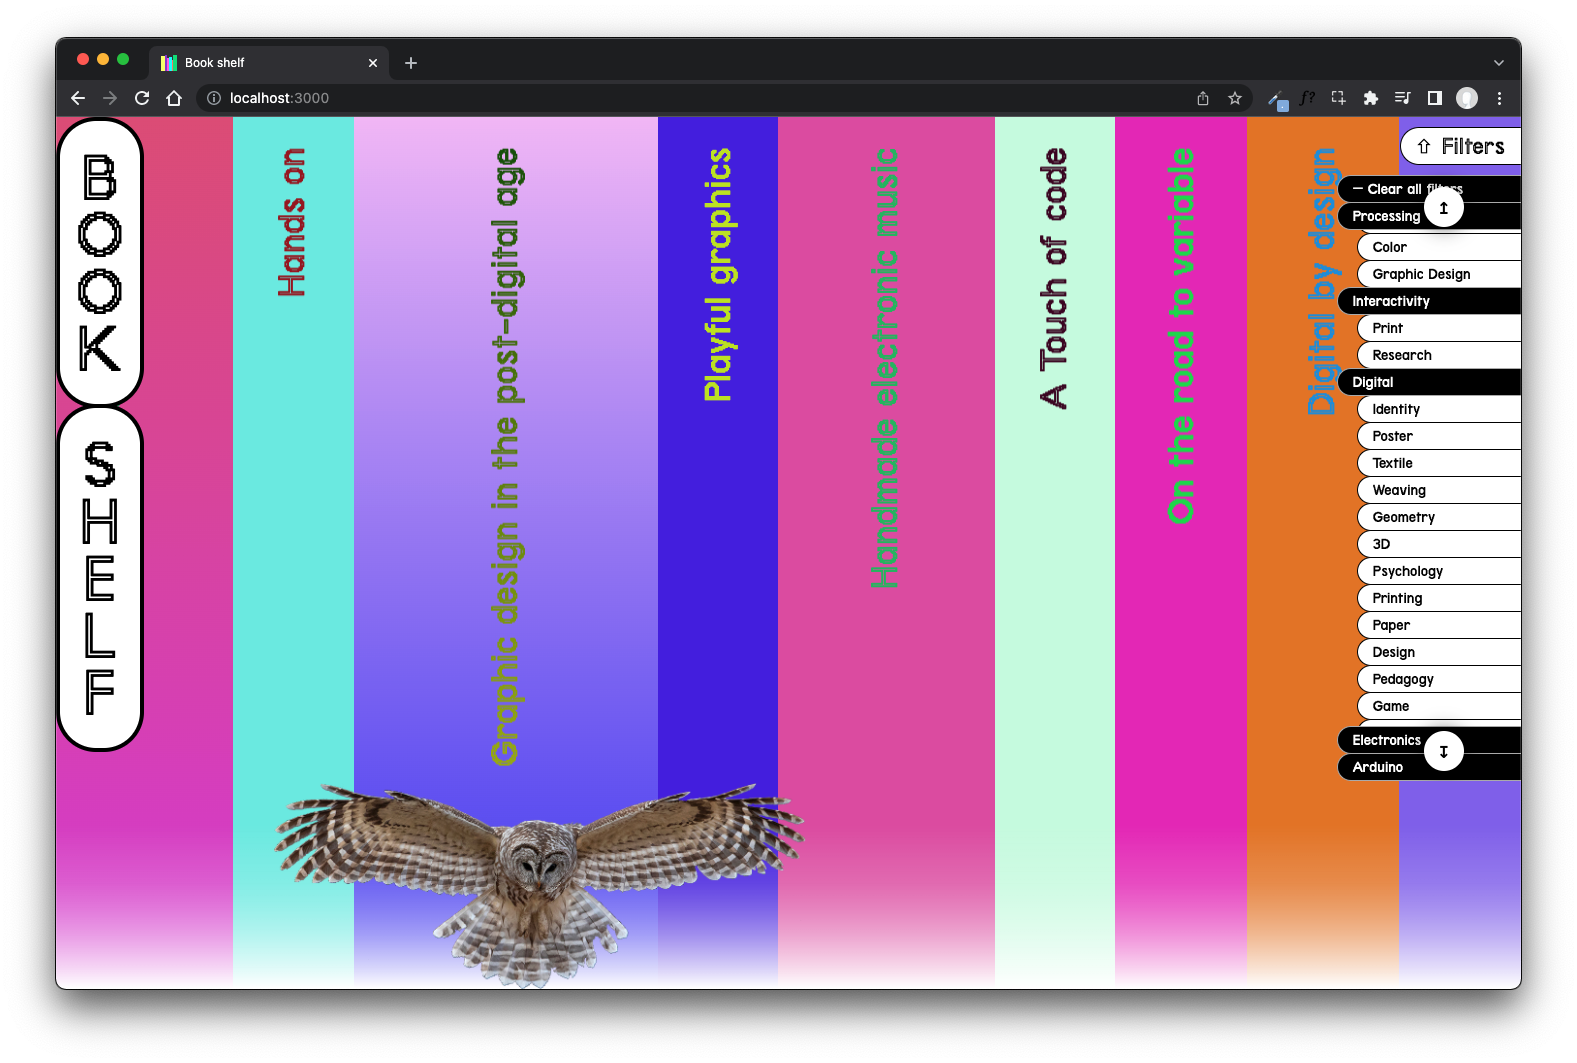 Book shelf
localhost:3000
f?
BOOK
SHELF
Hands on
Graphic design in the post-digital age
Playful graphics
Handmade electronic music
A Touch of code
On the road to variable
Digital by design
⇧ Filters
— Clear all filters
Processing
↥
Color
Graphic Design
Interactivity
Print
Research
Digital
Identity
Poster
Textile
Weaving
Geometry
3D
Psychology
Printing
Paper
Design
Pedagogy
Game
Electronics
↧
Arduino